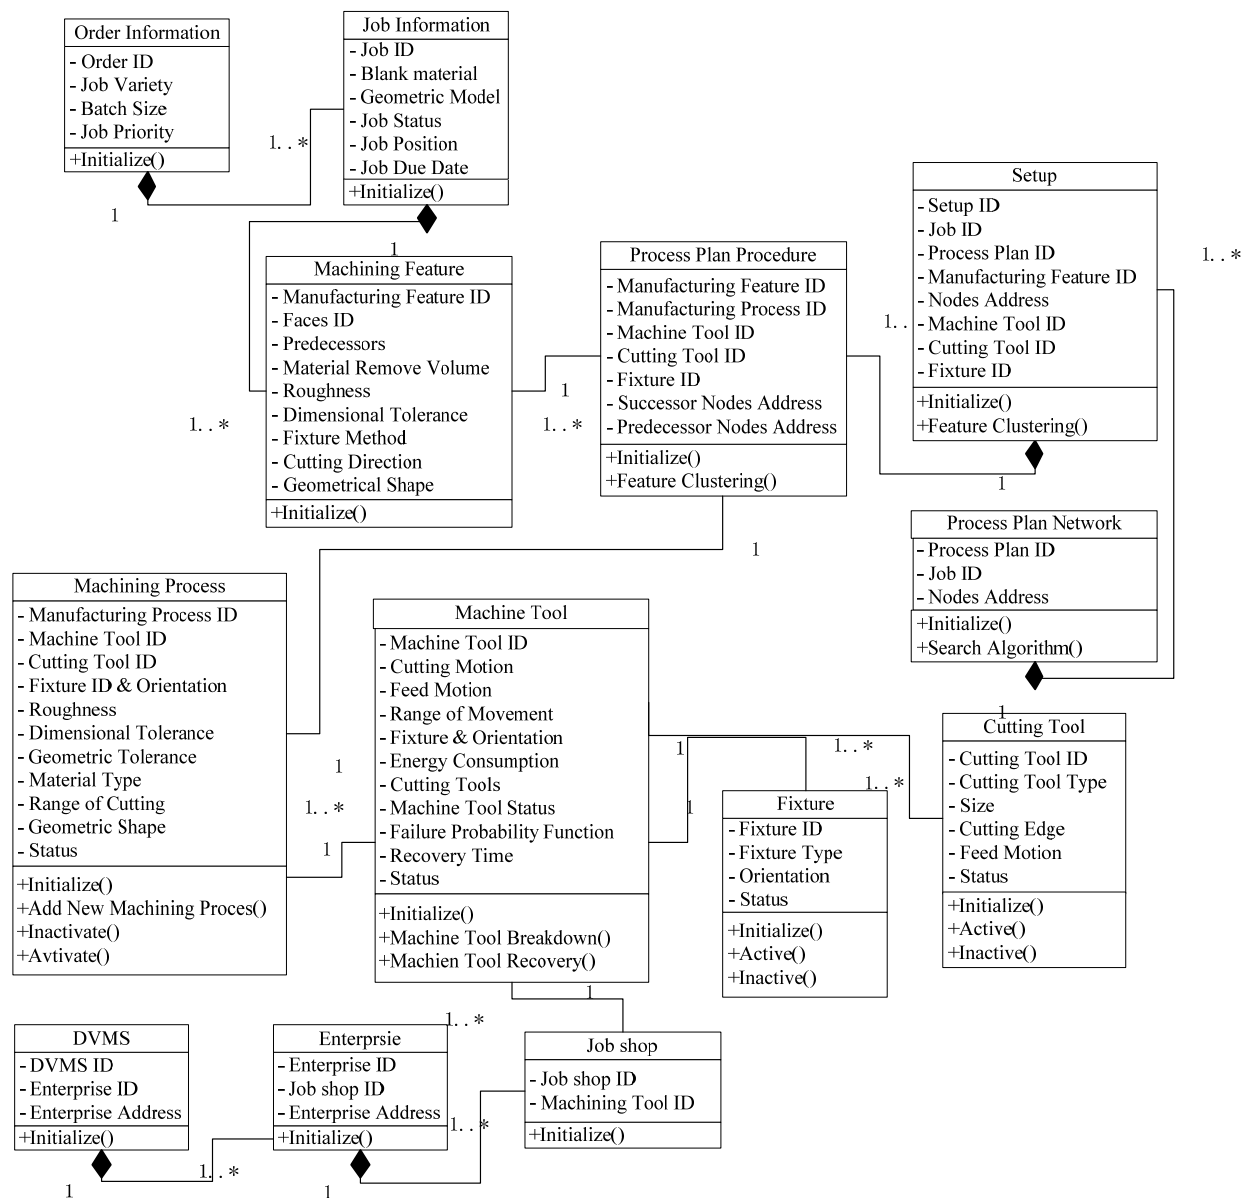 Order Information
- Order ID
- Job Variety
- Batch Size
- Job Priority
+Initialize()
1
1..*
Job Information
- Job ID
- Blank material
- Geometric Model
- Job Status
- Job Position
- Job Due Date
+Initialize()
1
1..*
Machining Feature
- Manufacturing Feature ID
- Faces ID
- Predecessors
- Material Remove Volume
- Roughness
- Dimensional Tolerance
- Fixture Method
- Cutting Direction
- Geometrical Shape
+Initialize()
1
1..*
Process Plan Procedure
- Manufacturing Feature ID
- Manufacturing Process ID
- Machine Tool ID
- Cutting Tool ID
- Fixture ID
- Successor Nodes Address
- Predecessor Nodes Address
+Initialize()
+Feature Clustering()
1
1..
Setup
- Setup ID
- Job ID
- Process Plan ID
- Manufacturing Feature ID
- Nodes Address
- Machine Tool ID
- Cutting Tool ID
- Fixture ID
+Initialize()
+Feature Clustering()
1
1..*
Process Plan Network
- Process Plan ID
- Job ID
- Nodes Address
+Initialize()
+Search Algorithm()
1
Machining Process
- Manufacturing Process ID
- Machine Tool ID
- Cutting Tool ID
- Fixture ID & Orientation
- Roughness
- Dimensional Tolerance
- Geometric Tolerance
- Material Type
- Range of Cutting
- Geometric Shape
- Status
+Initialize()
+Add New Machining Proces()
+Inactivate()
+Avtivate()
1
1..*
1
Machine Tool
- Machine Tool ID
- Cutting Motion
- Feed Motion
- Range of Movement
- Fixture & Orientation
- Energy Consumption
- Cutting Tools
- Machine Tool Status
- Failure Probability Function
- Recovery Time
- Status
+Initialize()
+Machine Tool Breakdown()
+Machien Tool Recovery()
1
1
1..*
1..*
1
Fixture
- Fixture ID
- Fixture Type
- Orientation
- Status
+Initialize()
+Active()
+Inactive()
Cutting Tool
- Cutting Tool ID
- Cutting Tool Type
- Size
- Cutting Edge
- Feed Motion
- Status
+Initialize()
+Active()
+Inactive()
DVMS
- DVMS ID
- Enterprise ID
- Enterprise Address
+Initialize()
1
1..*
Enterprsie
- Enterprise ID
- Job shop ID
- Enterprise Address
+Initialize()
1
1..*
1..*
Job shop
- Job shop ID
- Machining Tool ID
+Initialize()